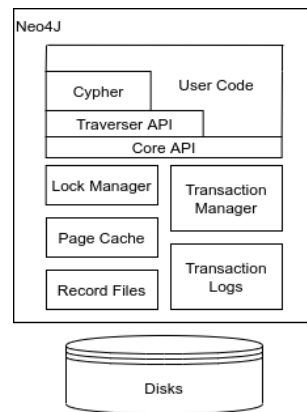 Neo4J
User Code
Cypher
Traverser API
Core API
Lock Manager
Transaction
Manager
Page Cache
Transaction
Logs
Record Files
Disks